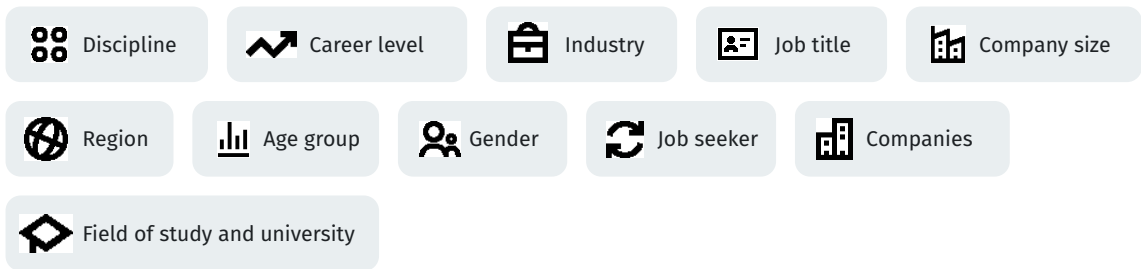 Discipline Career level Industry Job title Company size
Region Age group Gender Job seeker Companies
Field of study and university